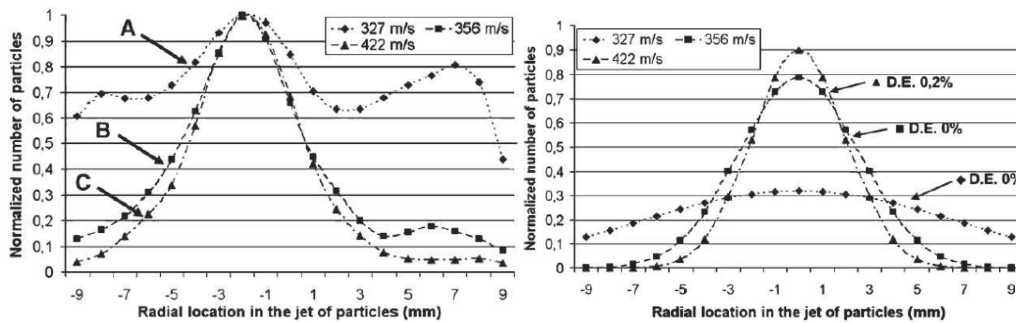 Normalized number of particles
1
0,9
0,8
0,7
0,6
0,5
0,4
0,3
0,2
0,1
0
A
B
C
327 m/s 356 m/s
422 m/s
-9 -7 -5 -3 -1 1 3 5 7 9
Radial location in the jet of particles (mm)
Normalized number of particles
1
0,9
0,8
0,7
0,6
0,5
0,4
0,3
0,2
0,1
0
327 m/s 356 m/s
422 m/s
D.E. 0,2%
D.E. 0%
D.E. 0%
-9 -7 -5 -3 -1 1 3 5 7 9
Radial location in the jet of particles (mm)